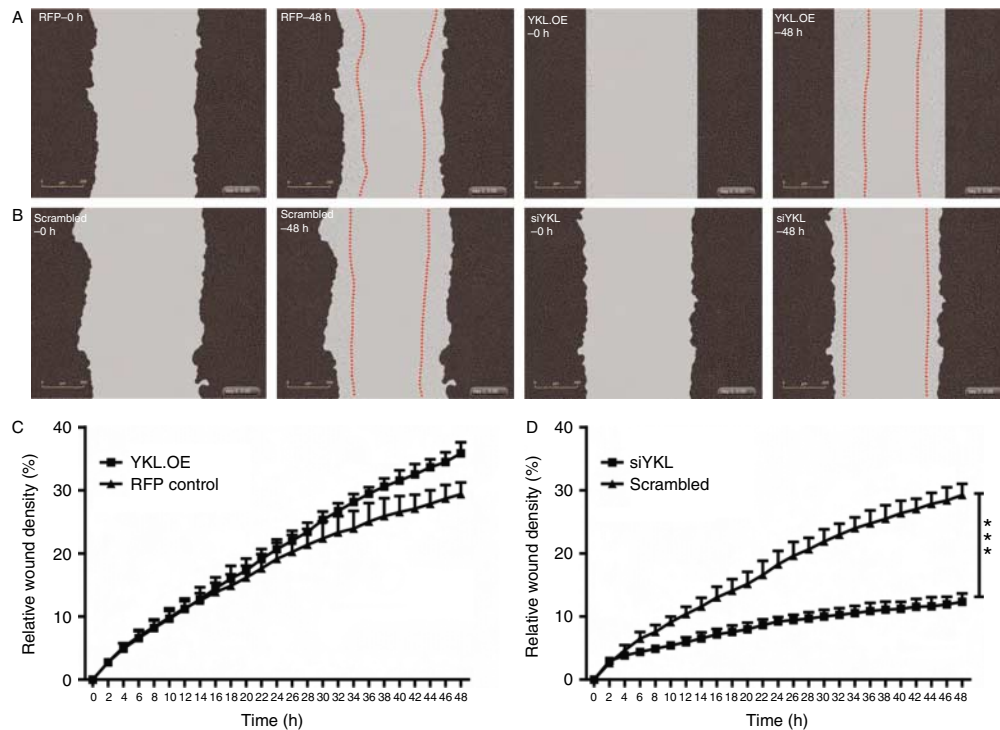 A
RFP–0 h
RFP–48 h
YKL.OE
–0 h
YKL.OE
–48 h
B
Scrambled
–0 h
Scrambled
–48 h
siYKL
–0 h
siYKL
–48 h
C
40
30
20
10
0
Relative wound density (%)
YKL.OE
RFP control
0 2 4 6 8 10 12 14 16 18 20 22 24 26 28 30 32 34 36 38 40 42 44 46 48
Time (h)
D
40
30
20
10
0
Relative wound density (%)
siYKL
Scrambled
***
0 2 4 6 8 10 12 14 16 18 20 22 24 26 28 30 32 34 36 38 40 42 44 46 48
Time (h)